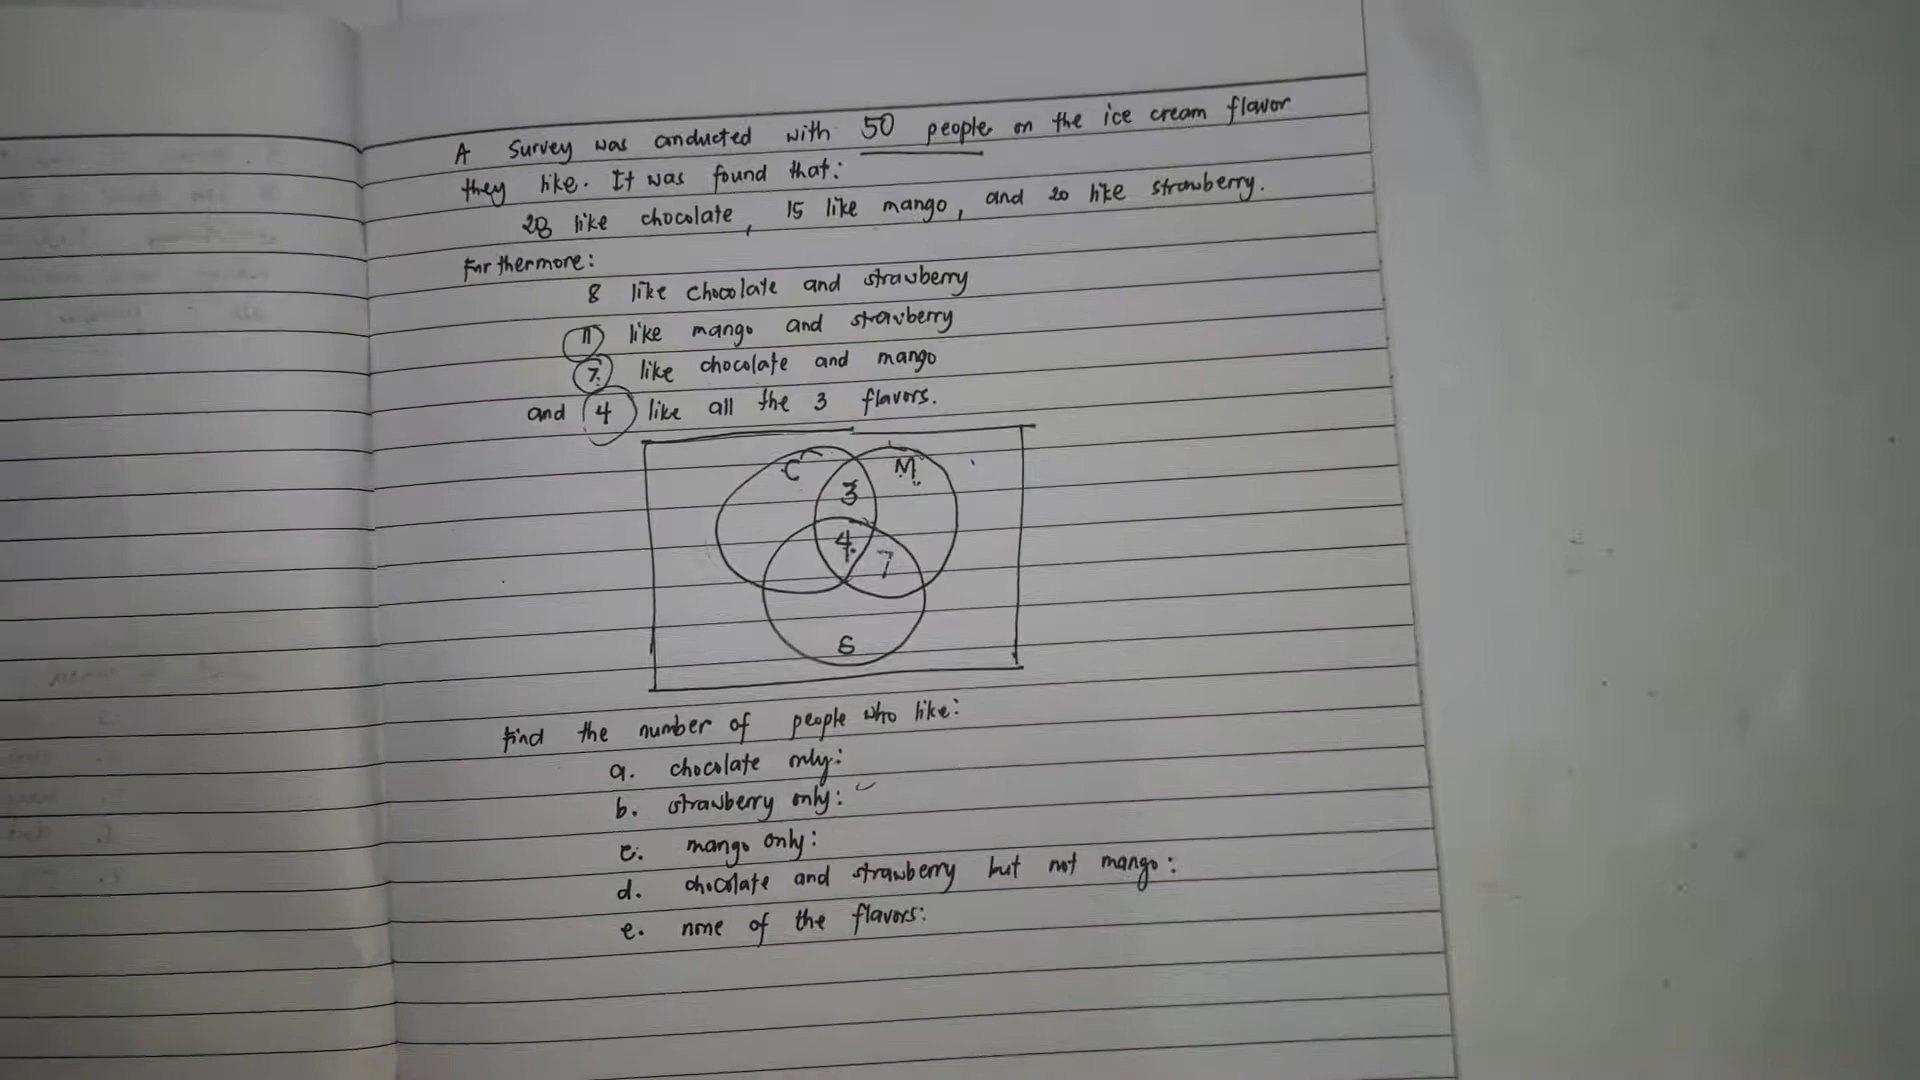 A survey was conducted with 50 people on the ice cream flavor
they like. It was found that:
28 like chocolate, 15 like mango, and 20 like strawberry.
Furthermore:
8 like chocolate and strawberry
11 like mango and strawberry
7 like chocolate and mango
and 4 like all the 3 flavors.
C M
3
4
7
S
Find the number of people who like:
a. chocolate only:
b. strawberry only:
c. mango only:
d. chocolate and strawberry but not mango:
e. none of the flavors: